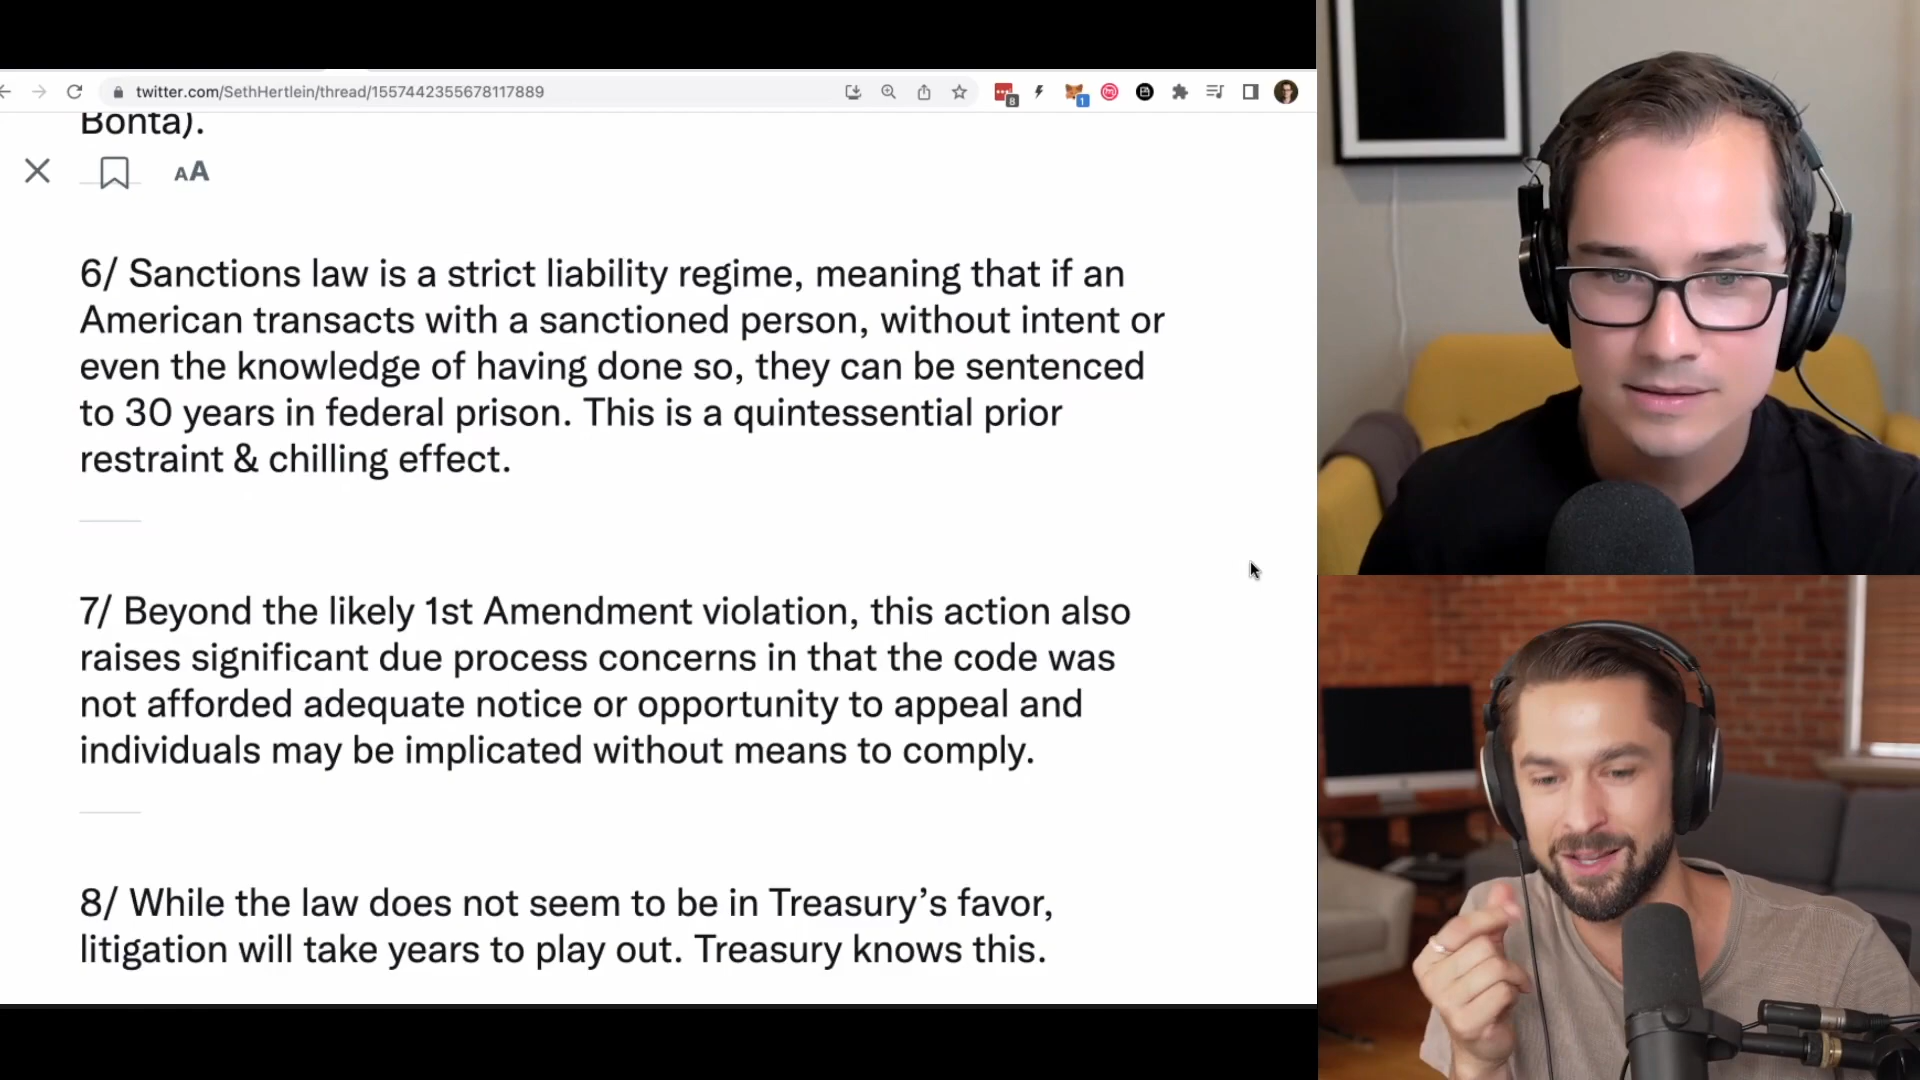 twitter.com/SethHertlein/thread/1557442355678117889
8
1
Bonta).
AA
6/ Sanctions law is a strict liability regime, meaning that if an
American transacts with a sanctioned person, without intent or
even the knowledge of having done so, they can be sentenced
to 30 years in federal prison. This is a quintessential prior
restraint & chilling effect.
7/ Beyond the likely 1st Amendment violation, this action also
raises significant due process concerns in that the code was
not afforded adequate notice or opportunity to appeal and
individuals may be implicated without means to comply.
8/ While the law does not seem to be in Treasury’s favor,
litigation will take years to play out. Treasury knows this.